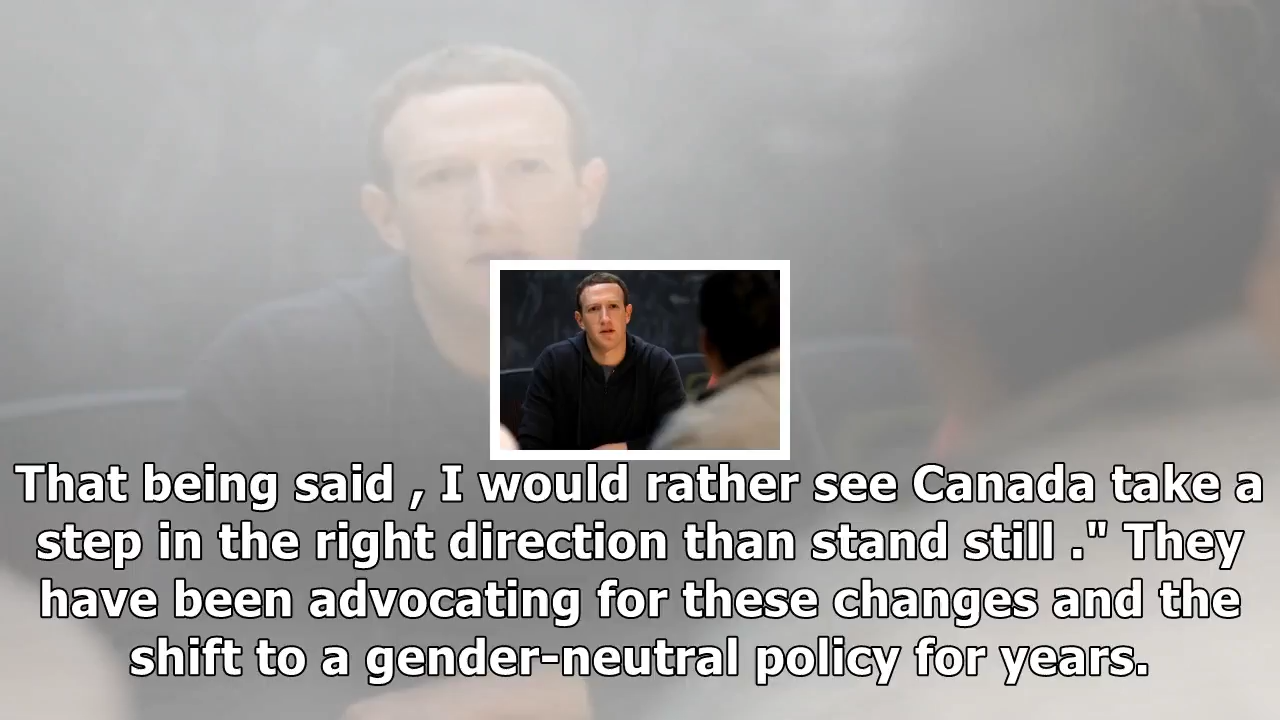 That being said , I would rather see Canada take a
step in the right direction than stand still ." They
have been advocating for these changes and the
shift to a gender-neutral policy for years.